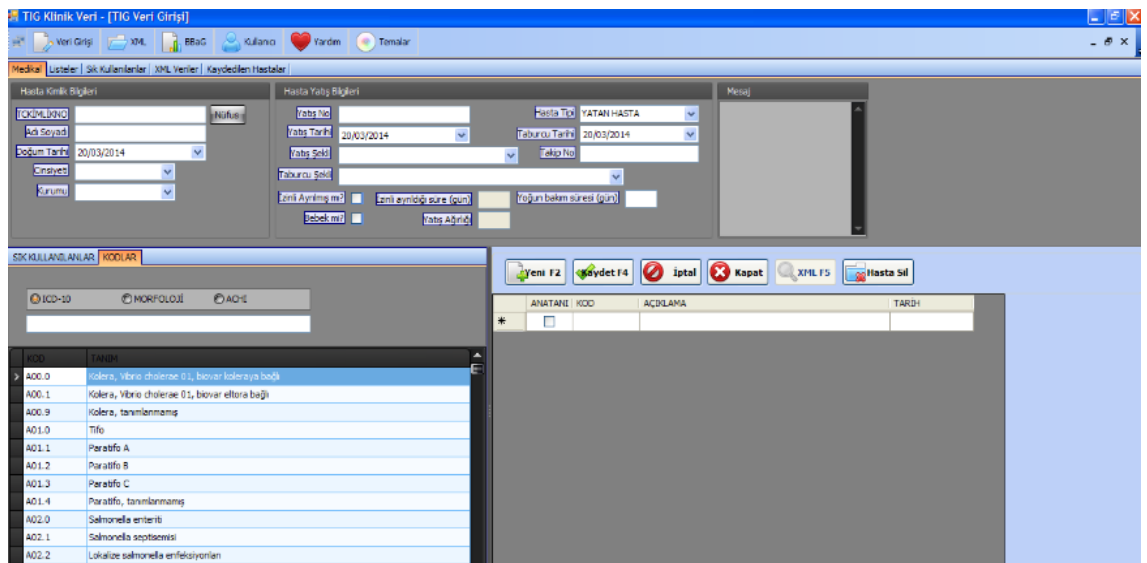 TIG Klinik Veri - [TIG Veri Girişi]
Veri Girişi XML BBaG Kullanıcı Yardım Temalar
Medikal Listeler Sık Kullanılanlar XML Veriler Kaydedilen Hastalar
Hasta Kimlik Bilgileri
TCKİMLİKNO Nüfus
Adı Soyadı
Doğum Tarihi 20/03/2014
Cinsiyeti
Kurumu
Hasta Yatış Bilgileri
Yatış No Hasta Tipi YATAN HASTA
Yatış Tarihi 20/03/2014 Taburcu Tarihi 20/03/2014
Yatış Şekli Takip No
Taburcu Şekli
İzinli Ayrılmış mı? İzinli ayrıldığı süre (gün) Yoğun bakım süresi (gün)
Bebek mi? Yatış Ağırlığı
Mesaj
SIK KULLANILANLAR KODLAR
ICD-10 MORFOLOJİ ACHI
KOD TANIM
A00.0 Kolera, Vibrio cholerae 01, biovar koleraya bağlı
A00.1 Kolera, Vibrio cholerae 01, biovar eltora bağlı
A00.9 Kolera, tanımlanmamış
A01.0 Tifo
A01.1 Paratifo A
A01.2 Paratifo B
A01.3 Paratifo C
A01.4 Paratifo, tanımlanmamış
A02.0 Salmonella enteriti
A02.1 Salmonella septisemisi
A02.2 Lokalize salmonella enfeksiyonları
Yeni F2 Kaydet F4 İptal Kapat XML F5 Hasta Sil
ANATANI KOD AÇIKLAMA TARİH